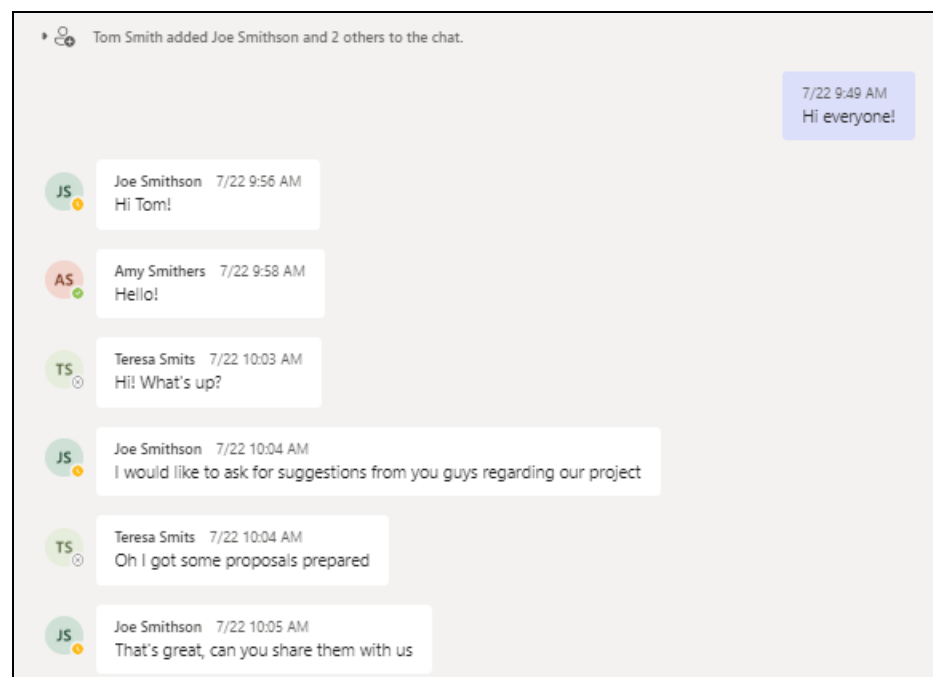 Tom Smith added Joe Smithson and 2 others to the chat.
7/22 9:49 AM
Hi everyone!
JS
Joe Smithson 7/22 9:56 AM
Hi Tom!
AS
Amy Smithers 7/22 9:58 AM
Hello!
TS
Teresa Smits 7/22 10:03 AM
Hi! What's up?
JS
Joe Smithson 7/22 10:04 AM
I would like to ask for suggestions from you guys regarding our project
TS
Teresa Smits 7/22 10:04 AM
Oh I got some proposals prepared
JS
Joe Smithson 7/22 10:05 AM
That's great, can you share them with us